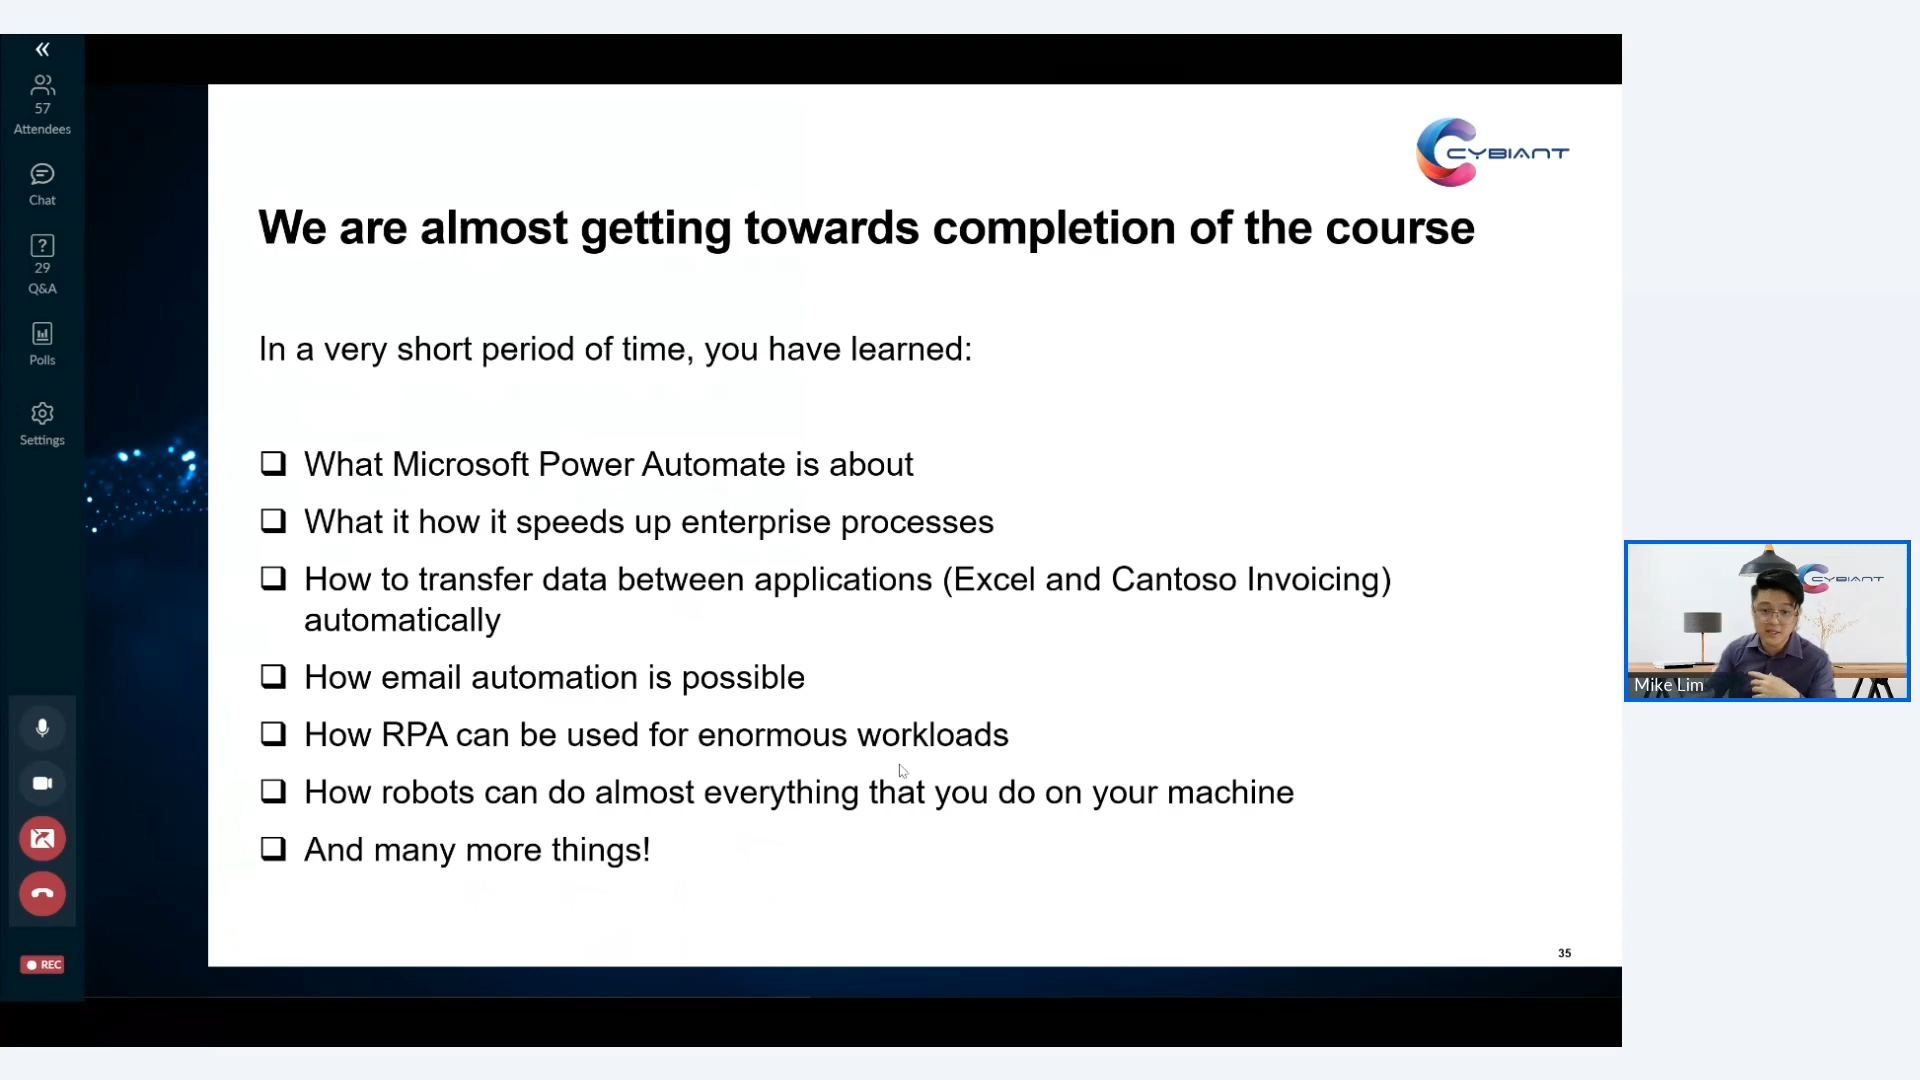 57
Attendees
Chat
?
29
Q&A
Polls
Settings
REC
CYBIANT
We are almost getting towards completion of the course
In a very short period of time, you have learned:
What Microsoft Power Automate is about
What it how it speeds up enterprise processes
How to transfer data between applications (Excel and Cantoso Invoicing)
automatically
How email automation is possible
How RPA can be used for enormous workloads
How robots can do almost everything that you do on your machine
And many more things!
35
CYBIANT
Mike Lim